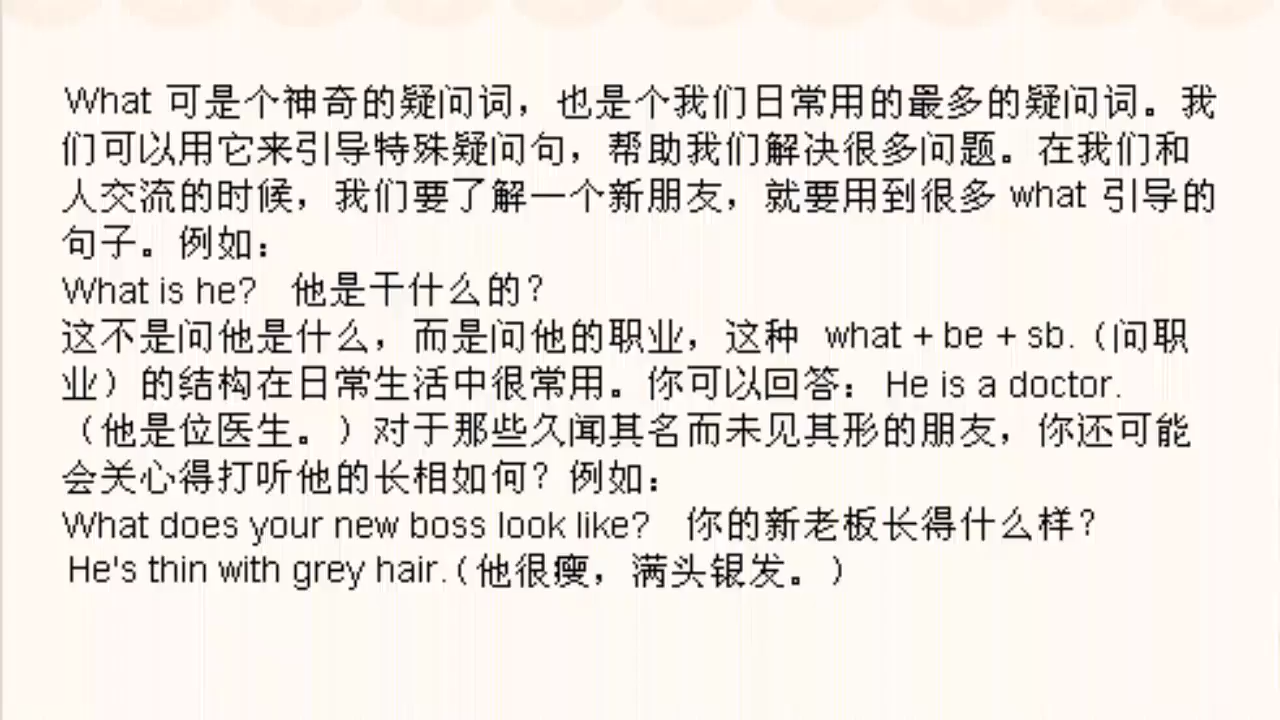 What 可是个神奇的疑问词，也是个我们日常用的最多的疑问词。我
们可以用它来引导特殊疑问句，帮助我们解决很多问题。在我们和
人交流的时候，我们要了解一个新朋友，就要用到很多 what 引导的
句子。例如：
What is he? 他是干什么的？
这不是问他是什么，而是问他的职业，这种 what + be + sb.（问职
业）的结构在日常生活中很常用。你可以回答： He is a doctor.
（他是位医生。）对于那些久闻其名而未见其形的朋友，你还可能
会关心得打听他的长相如何？例如：
What does your new boss look like? 你的新老板长得什么样？
He's thin with grey hair.（他很瘦，满头银发。）